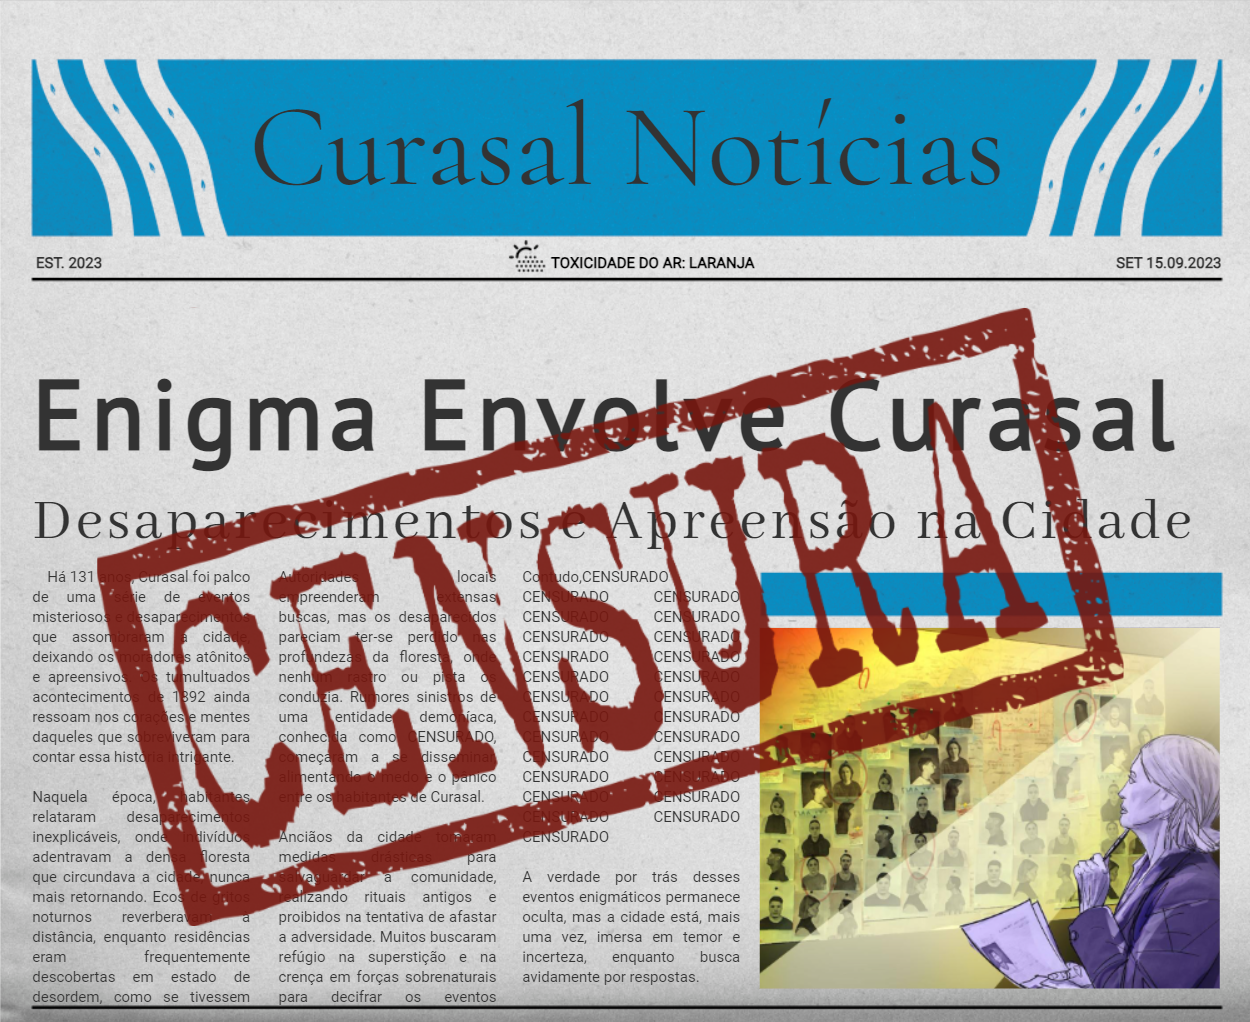 Curasal Notícias
EST. 2023
TOXICIDADE DO AR: LARANJA
SET 15.09.2023
Enigma Envolve Curasal
Desaparecimentos e Apreensão na Cidade
CENSURA
Há 131 anos, Curasal foi palco
de uma série de eventos
misteriosos e desaparecimentos
que assombraram a cidade,
deixando os moradores atônitos
e apreensivos. Os tumultuados
acontecimentos de 1892 ainda
ressoam nos corações e mentes
daqueles que sobreviveram para
contar essa história intrigante.
Naquela época, habitantes
relataram desaparecimentos
inexplicáveis, onde indivíduos
adentravam a densa floresta
que circundava a cidade, nunca
mais retornando. Ecos de gritos
noturnos reverberavam a
distância, enquanto residências
eram frequentemente
descobertas em estado de
desordem, como se tivessem
Autoridades locais
empreenderam extensas
buscas, mas os desaparecidos
pareciam ter-se perdido nas
profundezas da floresta, onde
nenhum rastro ou pista os
conduzia. Rumores sinistros de
uma entidade demoníaca,
conhecida como CENSURADO,
começaram a se disseminar,
alimentando o medo e o pânico
entre os habitantes de Curasal.
Anciãos da cidade tomaram
medidas drásticas para
salvaguardar a comunidade,
realizando rituais antigos e
proibidos na tentativa de afastar
a adversidade. Muitos buscaram
refúgio na superstição e na
crença em forças sobrenaturais
para decifrar os eventos
Contudo,CENSURADO
CENSURADO CENSURADO
CENSURADO CENSURADO
CENSURADO CENSURADO
CENSURADO CENSURADO
CENSURADO CENSURADO
CENSURADO CENSURADO
CENSURADO CENSURADO
CENSURADO CENSURADO
CENSURADO CENSURADO
CENSURADO CENSURADO
CENSURADO CENSURADO
CENSURADO CENSURADO
CENSURADO
A verdade por trás desses
eventos enigmáticos permanece
oculta, mas a cidade está, mais
uma vez, imersa em temor e
incerteza, enquanto busca
avidamente por respostas.